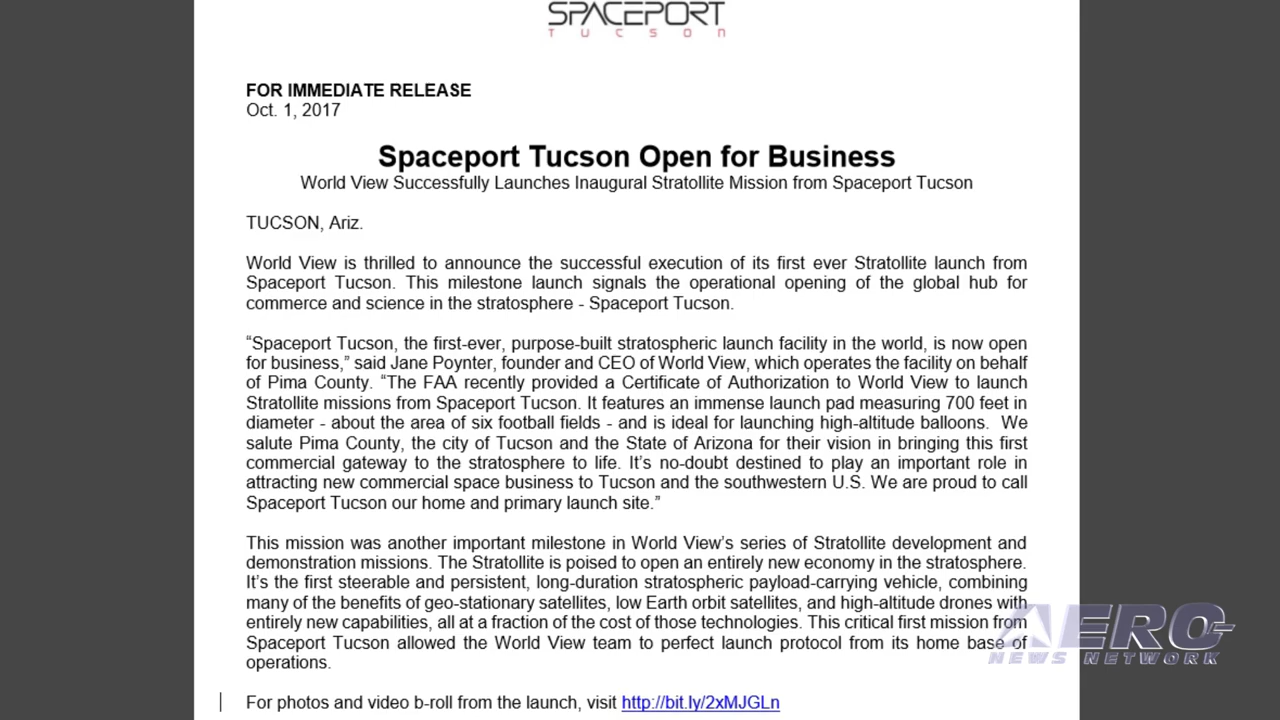 SPACEPORT
TUCSON
FOR IMMEDIATE RELEASE
Oct. 1, 2017
Spaceport Tucson Open for Business
World View Successfully Launches Inaugural Stratollite Mission from Spaceport Tucson
TUCSON, Ariz.
World View is thrilled to announce the successful execution of its first ever Stratollite launch from
Spaceport Tucson. This milestone launch signals the operational opening of the global hub for
commerce and science in the stratosphere - Spaceport Tucson.
“Spaceport Tucson, the first-ever, purpose-built stratospheric launch facility in the world, is now open
for business,” said Jane Poynter, founder and CEO of World View, which operates the facility on behalf
of Pima County. “The FAA recently provided a Certificate of Authorization to World View to launch
Stratollite missions from Spaceport Tucson. It features an immense launch pad measuring 700 feet in
diameter - about the area of six football fields - and is ideal for launching high-altitude balloons.  We
salute Pima County, the city of Tucson and the State of Arizona for their vision in bringing this first
commercial gateway to the stratosphere to life. It’s no-doubt destined to play an important role in
attracting new commercial space business to Tucson and the southwestern U.S. We are proud to call
Spaceport Tucson our home and primary launch site.”
This mission was another important milestone in World View’s series of Stratollite development and
demonstration missions. The Stratollite is poised to open an entirely new economy in the stratosphere.
It’s the first steerable and persistent, long-duration stratospheric payload-carrying vehicle, combining
many of the benefits of geo-stationary satellites, low Earth orbit satellites, and high-altitude drones with
entirely new capabilities, all at a fraction of the cost of those technologies. This critical first mission from
Spaceport Tucson allowed the World View team to perfect launch protocol from its home base of
operations.
For photos and video b-roll from the launch, visit http://bit.ly/2xMJGLn
AERO
NEWS NETWORK